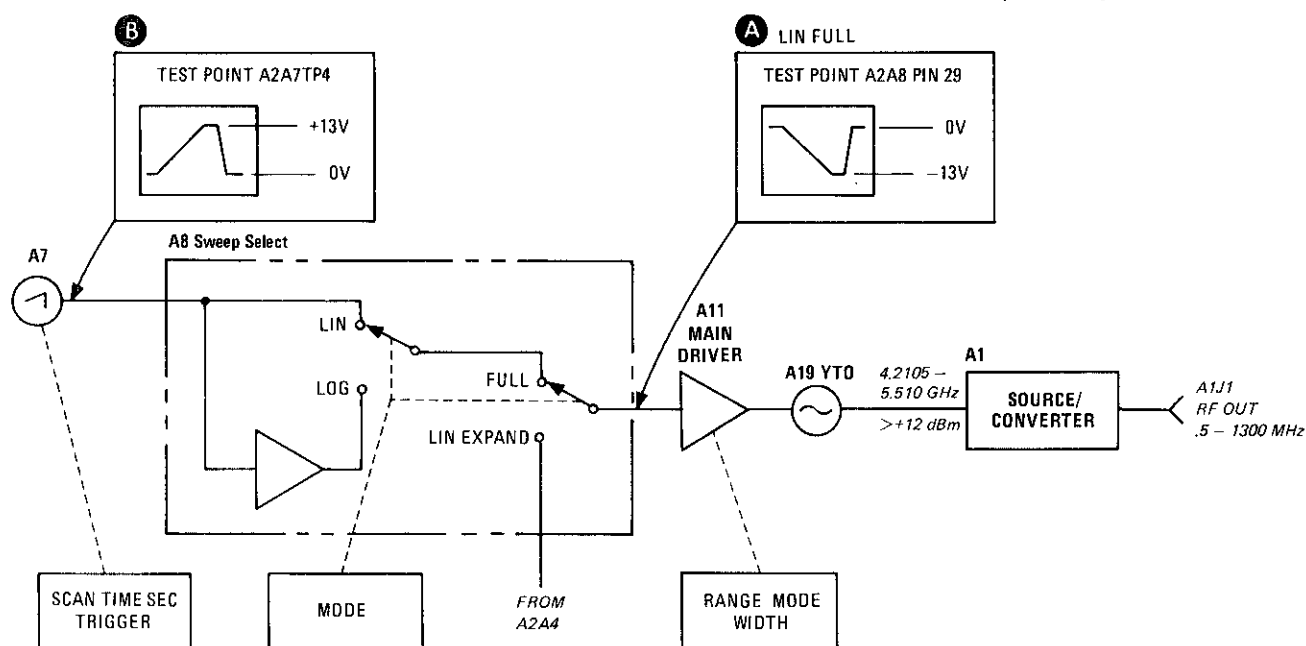 B
A LIN FULL
TEST POINT A2A7TP4
+13V
0V
TEST POINT A2A8 PIN 29
0V
-13V
A7
A8 Sweep Select
LIN
LOG
FULL
LIN EXPAND
A11
MAIN
DRIVER
A19 YTO
4.2105 –
5.510 GHz
>+12 dBm
A1
SOURCE/
CONVERTER
A1J1
RF OUT
.5 – 1300 MHz
SCAN TIME SEC
TRIGGER
MODE
FROM
A2A4
RANGE MODE
WIDTH